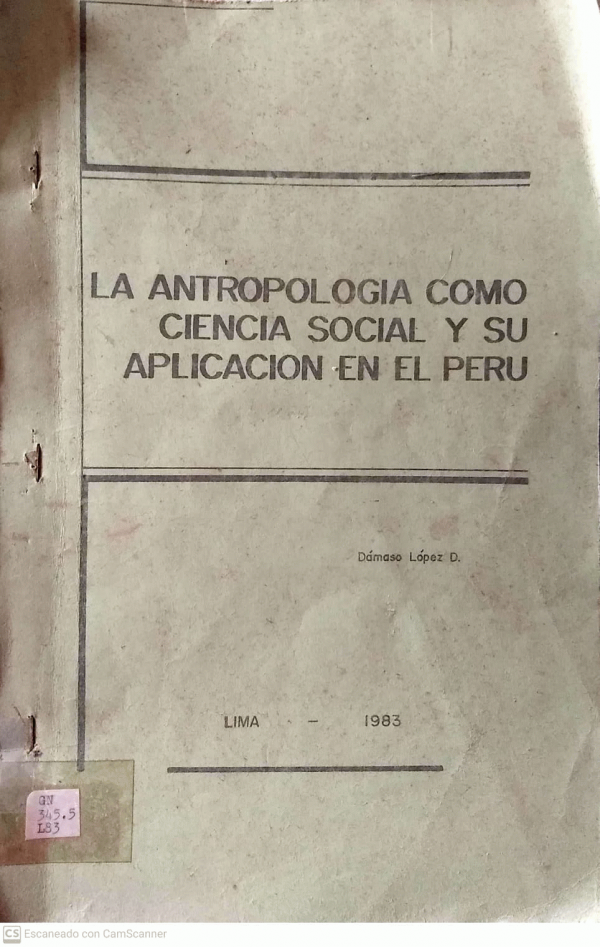 LA ANTROPOLOGIA COMO
CIENCIA SOCIAL Y SU
APLICACION EN EL PERU
Dámaso López D.
LIMA - 1983
GN
345.5
L83
CS Escaneado con CamScanner